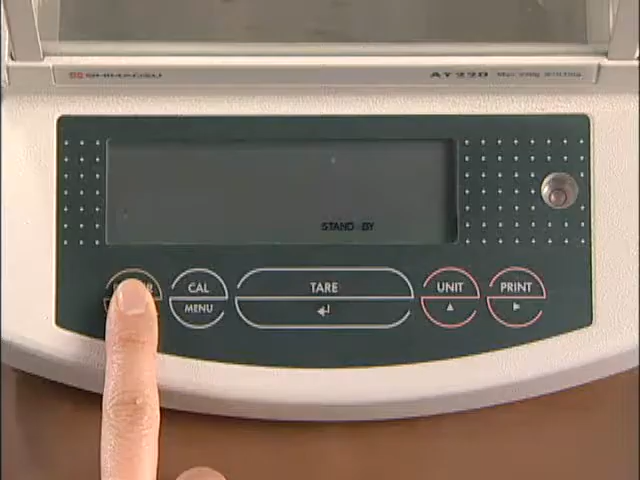 SHIMADZU
AY220
STAND-BY
CAL
MENU
TARE
UNIT
PRINT